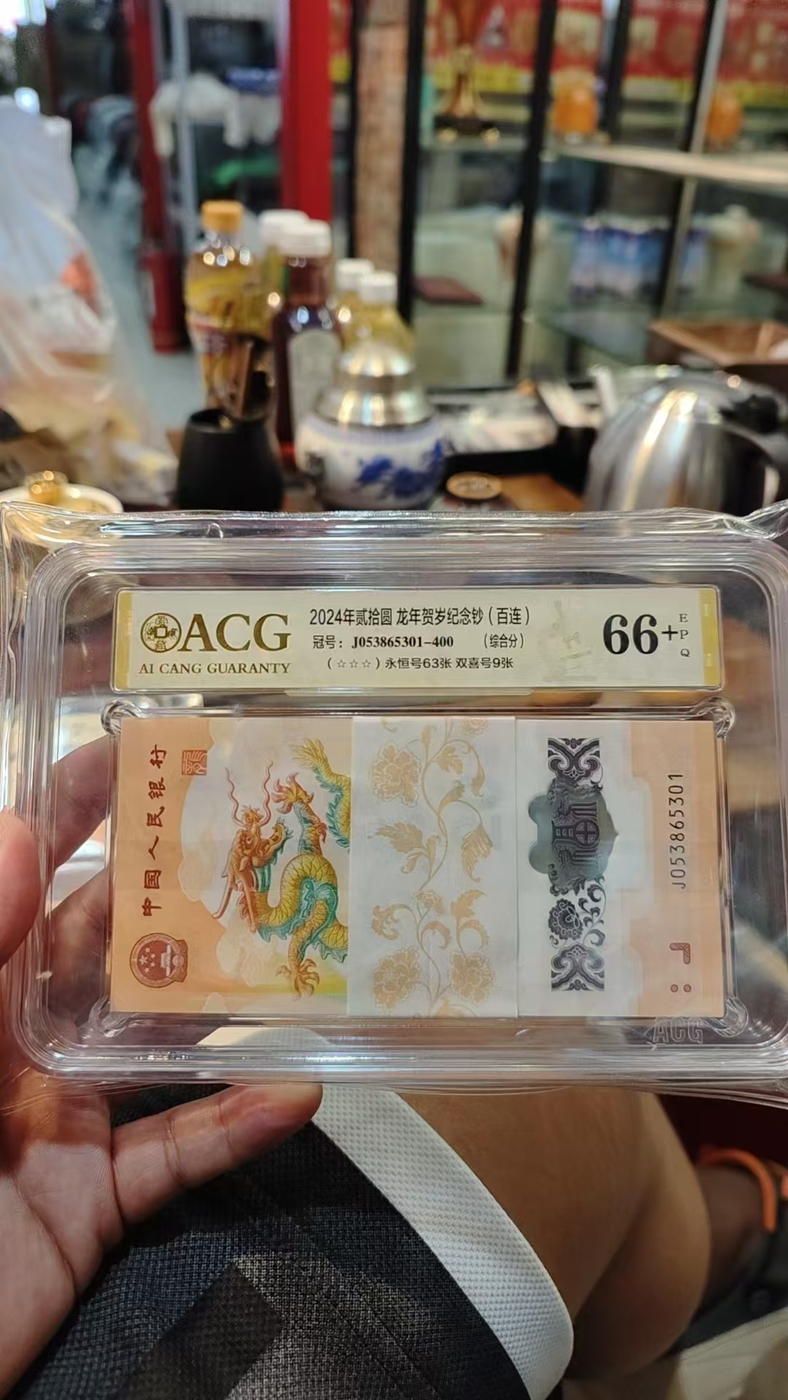 ACG
AI CANG GUARANTY
2024年贰拾圆 龙年贺岁纪念钞(百连)
冠号: J053865301-400 (综合分)
(☆☆☆) 永恒号63张 双喜号9张
66+
EPQ
中国人民银行
J053865301
ACG